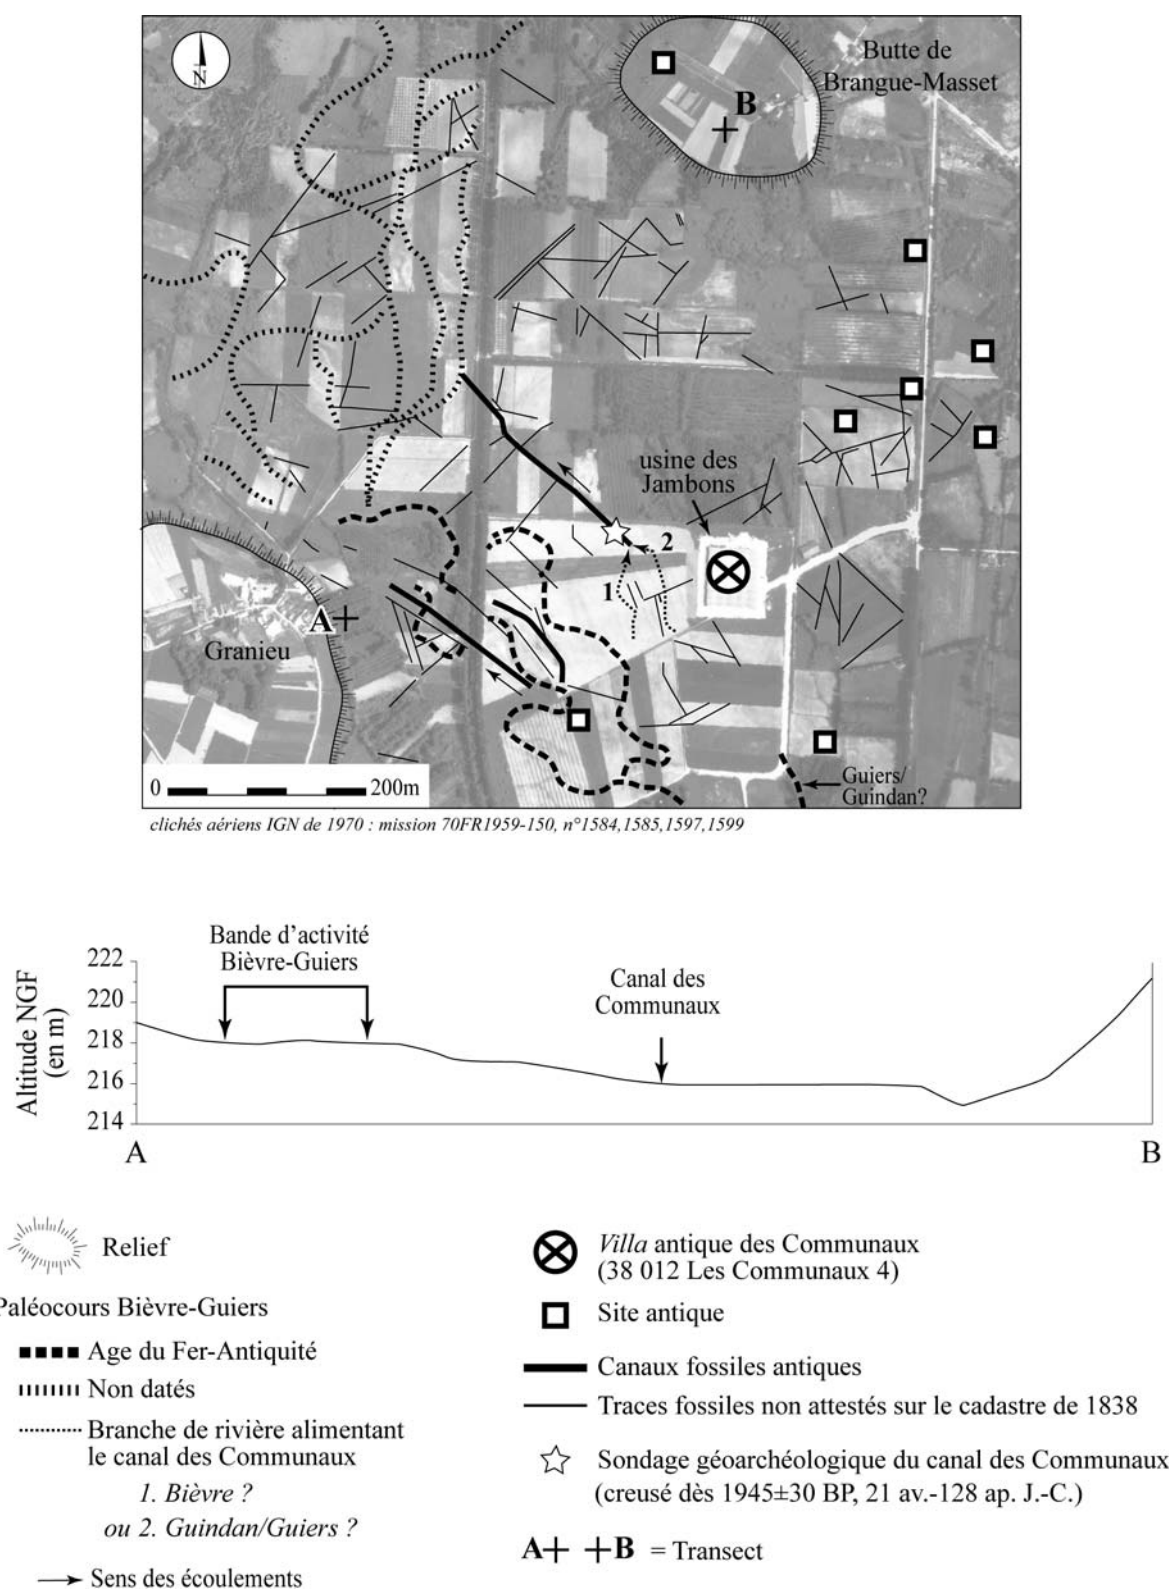 N
Butte de
Brangue-Masset
B
usine des
Jambons
2
1
A
Granieu
Guiers/
Guindan?
0 200m
clichés aériens IGN de 1970 : mission 70FR1959-150, n°1584,1585,1597,1599
Bande d'activité
Bièvre-Guiers
Canal des
Communaux
Altitude NGF
(en m)
222
220
218
216
214
A B
Relief
Paléocours Bièvre-Guiers
Age du Fer-Antiquité
Non datés
Branche de rivière alimentant
le canal des Communaux
1. Bièvre ?
ou 2. Guindan/Guiers ?
Sens des écoulements
Villa antique des Communaux
(38 012 Les Communaux 4)
Site antique
Canaux fossiles antiques
Traces fossiles non attestés sur le cadastre de 1838
Sondage géoarchéologique du canal des Communaux
(creusé dès 1945±30 BP, 21 av.-128 ap. J.-C.)
A+ +B = Transect